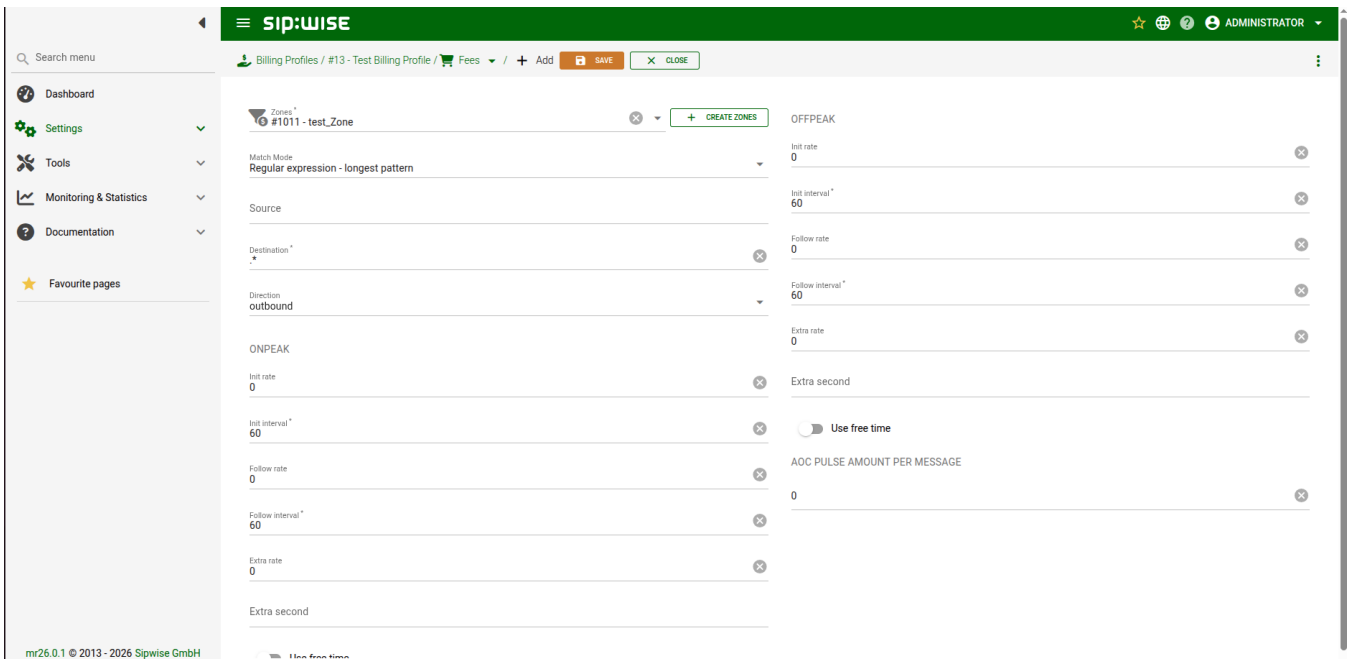 sip:wise
ADMINISTRATOR
Search menu
Dashboard
Settings
Tools
Monitoring & Statistics
Documentation
Favourite pages
mr26.0.1 © 2013 - 2026 Sipwise GmbH
Billing Profiles / #13 - Test Billing Profile / Fees / + Add SAVE CLOSE
Zones *
#1011 - test_Zone
+ CREATE ZONES
Match Mode
Regular expression - longest pattern
Source
Destination *
.*
Direction
outbound
ONPEAK
Init rate
0
Init interval *
60
Follow rate
0
Follow interval *
60
Extra rate
0
Extra second
Use free time
OFFPEAK
Init rate
0
Init interval *
60
Follow rate
0
Follow interval *
60
Extra rate
0
Extra second
Use free time
AOC PULSE AMOUNT PER MESSAGE
0